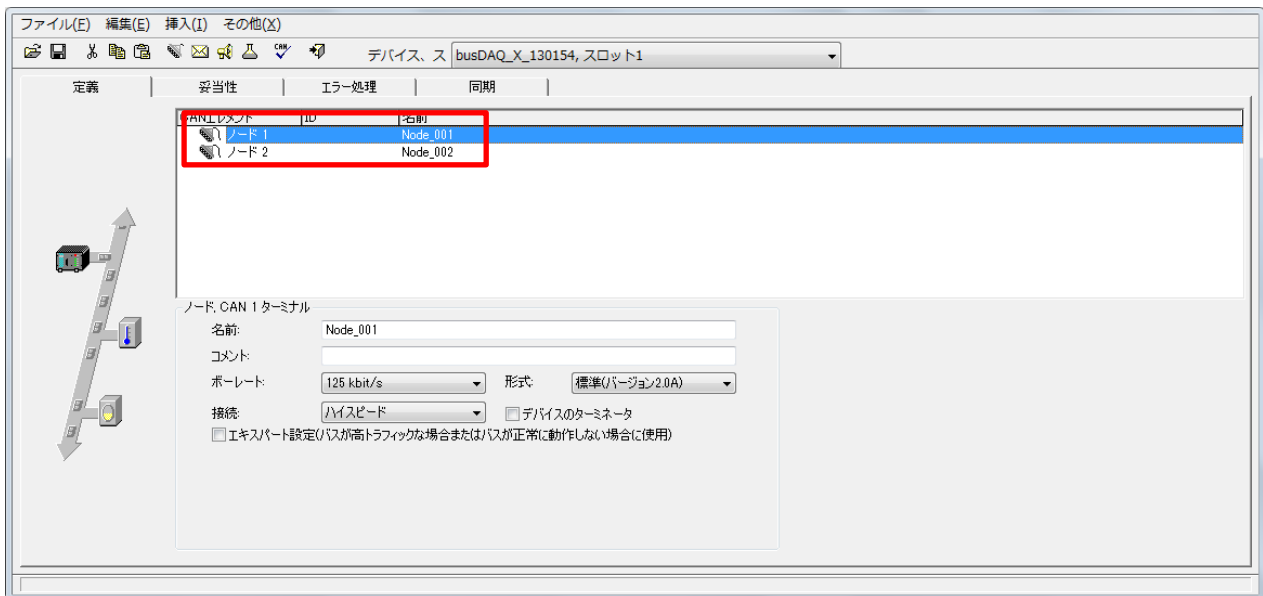 ファイル(F) 編集(E) 挿入(I) その他(X)
デバイス、ス busDAQ_X_130154, スロット1
定義 妥当性 エラー処理 同期
CANエレメント ID 名前
ノード 1 Node_001
ノード 2 Node_002
ノード, CAN 1 ターミナル
名前: Node_001
コメント:
ボーレート: 125 kbit/s 形式: 標準(バージョン2.0A)
接続: ハイスピード デバイスのターミネータ
エキスパート設定(バスが高トラフィックな場合またはバスが正常に動作しない場合に使用)